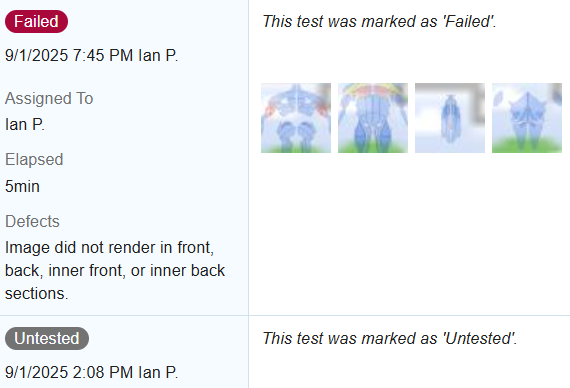 Failed
9/1/2025 7:45 PM Ian P.
Assigned To
Ian P.
Elapsed
5min
Defects
Image did not render in front,
back, inner front, or inner back
sections.
This test was marked as 'Failed'.
Untested
9/1/2025 2:08 PM Ian P.
This test was marked as 'Untested'.